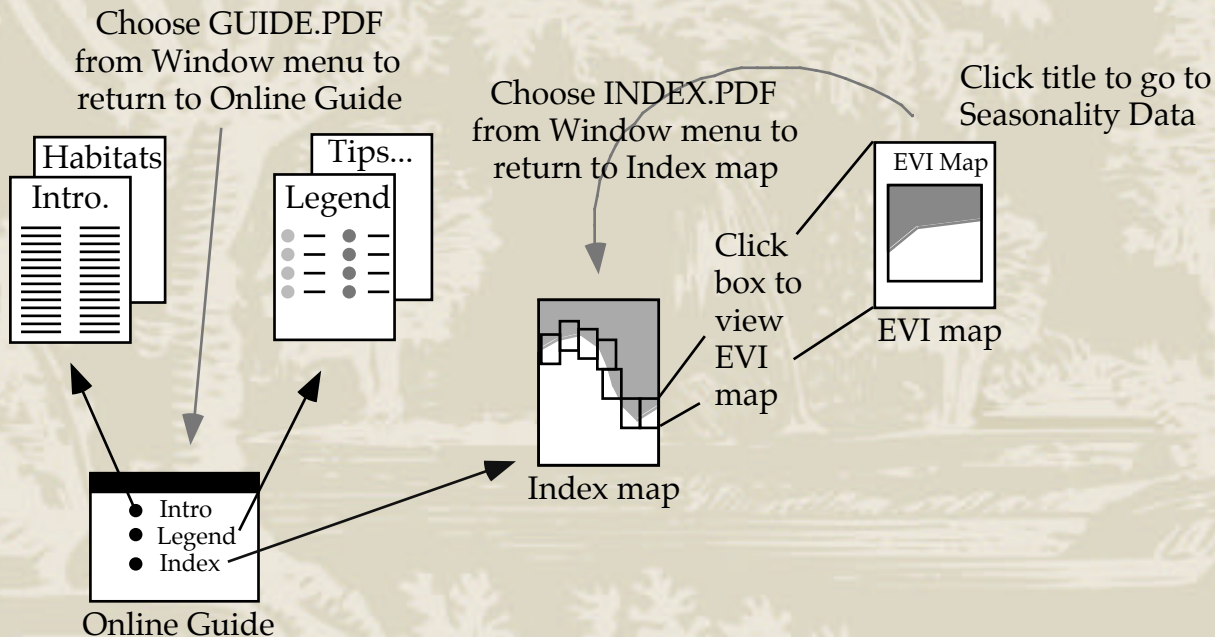 Choose GUIDE.PDF
from Window menu to
return to Online Guide
Habitats
Intro.
Tips...
Legend
Choose INDEX.PDF
from Window menu to
return to Index map
Click title to go to
Seasonality Data
EVI Map
EVI map
Click
box to
view
EVI
map
Index map
Intro
Legend
Index
Online Guide